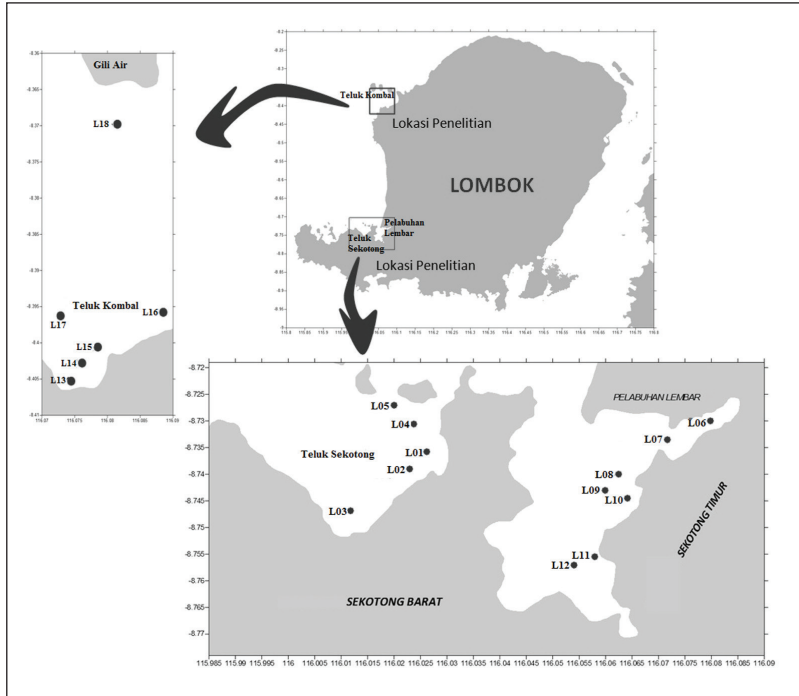 Gili Air
L18
Teluk Kombal
L17
L16
L15
L14
L13
Teluk Kombal
Lokasi Penelitian
LOMBOK
Pelabuhan
Lembar
Teluk
Sekotong
Lokasi Penelitian
-8.72
-8.725
-8.73
-8.735
-8.74
-8.745
-8.75
-8.755
-8.76
-8.765
-8.77
L05
L04
L01
Teluk Sekotong
L02
L03
PELABUHAN LEMBAR
L06
L07
L08
L09
L10
L11
L12
SEKOTONG TIMUR
SEKOTONG BARAT
115.985 115.99 115.995 116 116.005 116.01 116.015 116.02 116.025 116.03 116.035 116.04 116.045 116.05 116.055 116.06 116.065 116.07 116.075 116.08 116.085 116.09